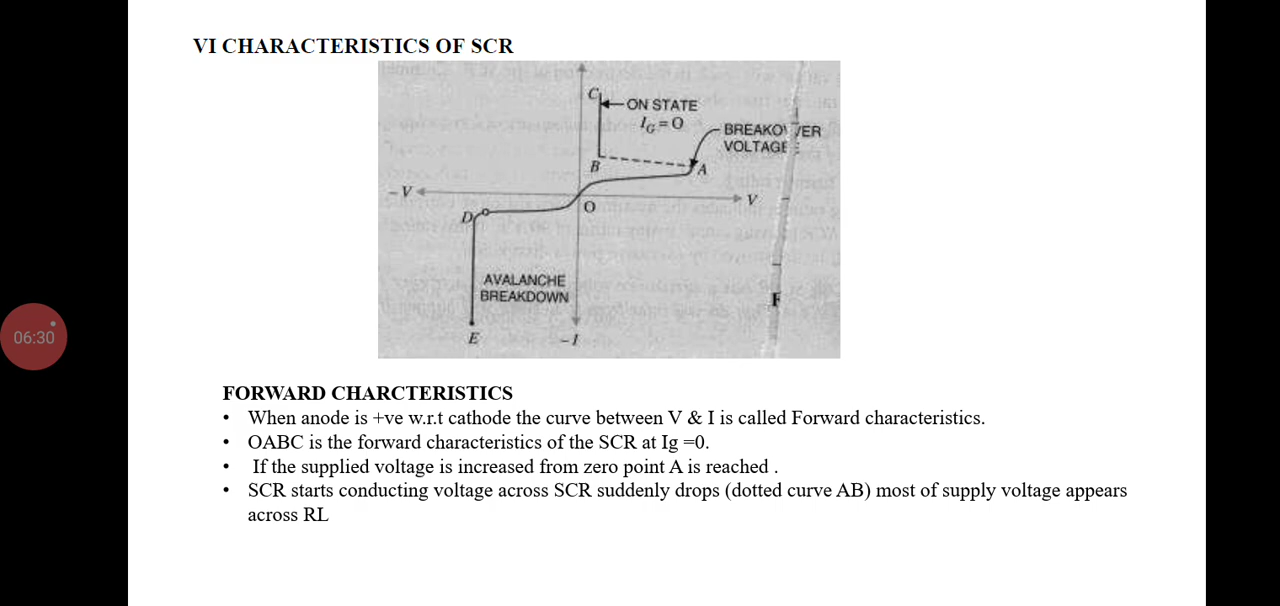 VI CHARACTERISTICS OF SCR
C
ON STATE
IG=O
BREAKOVER
VOLTAGE
B
A
-V
V
O
D
AVALANCHE
BREAKDOWN
F
E
-I
06:30
FORWARD CHARCTERISTICS
• When anode is +ve w.r.t cathode the curve between V & I is called Forward characteristics.
• OABC is the forward characteristics of the SCR at Ig =0.
• If the supplied voltage is increased from zero point A is reached .
• SCR starts conducting voltage across SCR suddenly drops (dotted curve AB) most of supply voltage appears
across RL